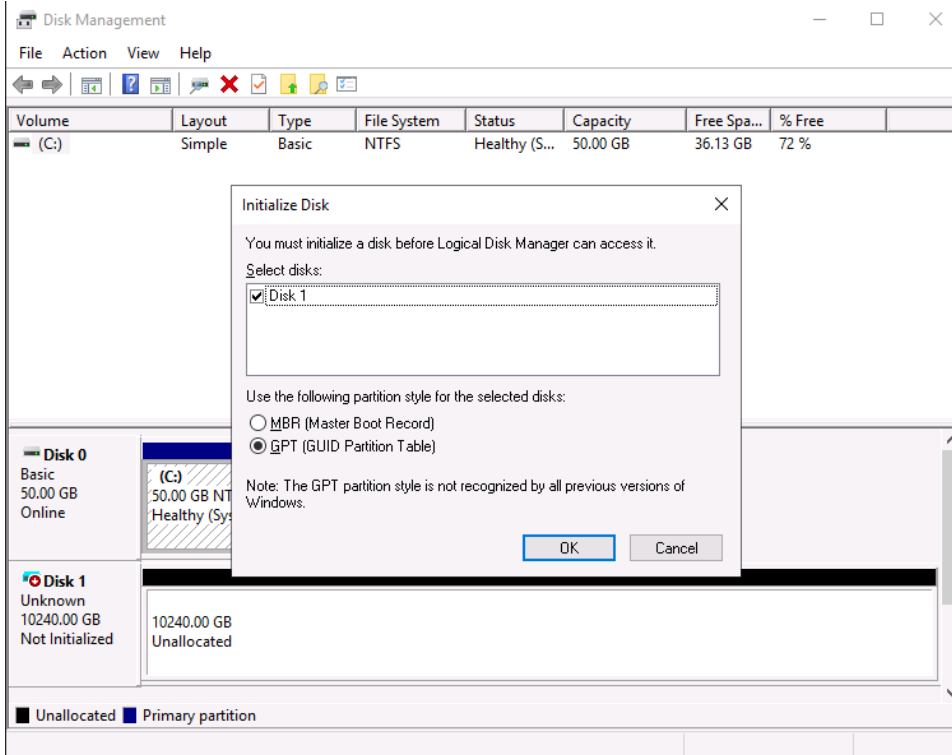 Disk Management
File Action View Help
Volume Layout Type File System Status Capacity Free Spa... % Free
(C:) Simple Basic NTFS Healthy (S... 50.00 GB 36.13 GB 72 %
Initialize Disk
You must initialize a disk before Logical Disk Manager can access it.
Select disks:
Disk 1
Use the following partition style for the selected disks:
MBR (Master Boot Record)
GPT (GUID Partition Table)
Note: The GPT partition style is not recognized by all previous versions of
Windows.
OK Cancel
Disk 0
Basic
50.00 GB
Online
(C:)
50.00 GB NT
Healthy (Sys
Disk 1
Unknown
10240.00 GB
Not Initialized
10240.00 GB
Unallocated
Unallocated Primary partition